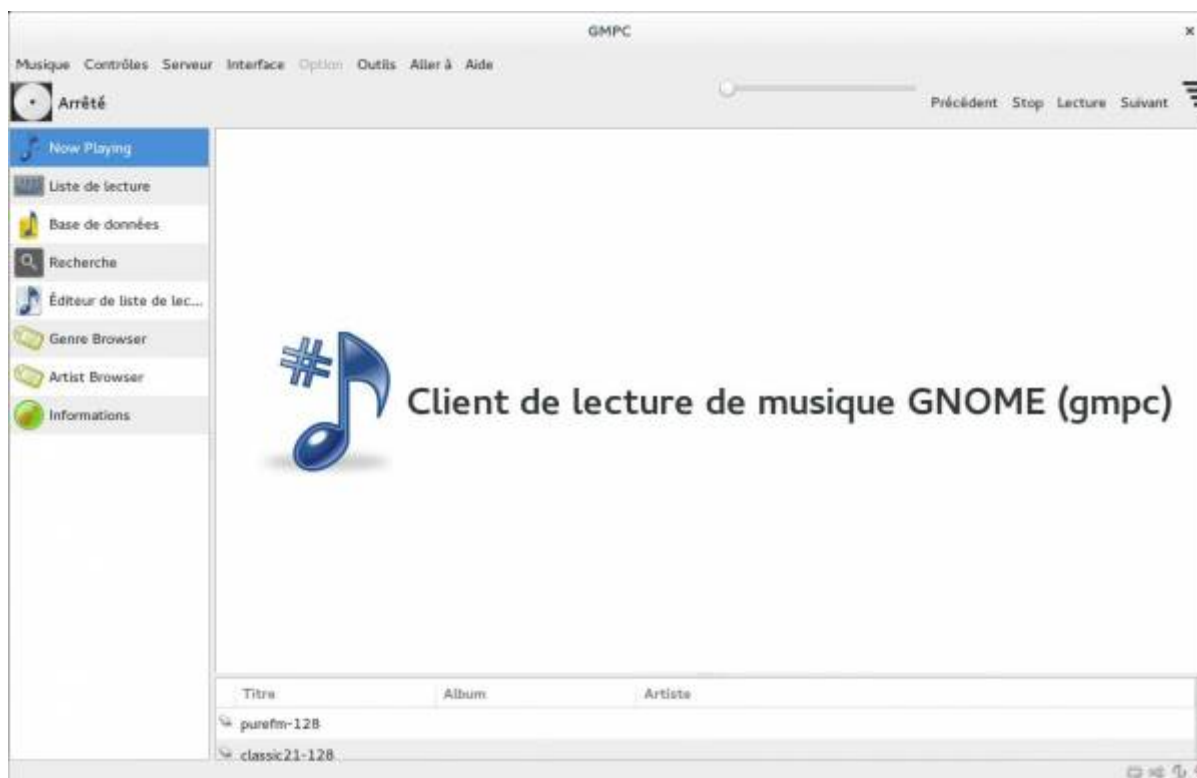 GMPC
Musique Contrôles Serveur Interface Option Outils Aller à Aide
Arrêté
Précédent Stop Lecture Suivant
Now Playing
Liste de lecture
Base de données
Recherche
Éditeur de liste de lec...
Genre Browser
Artist Browser
Informations
Client de lecture de musique GNOME (gmpc)
Titre Album Artiste
purefm-128
classic21-128